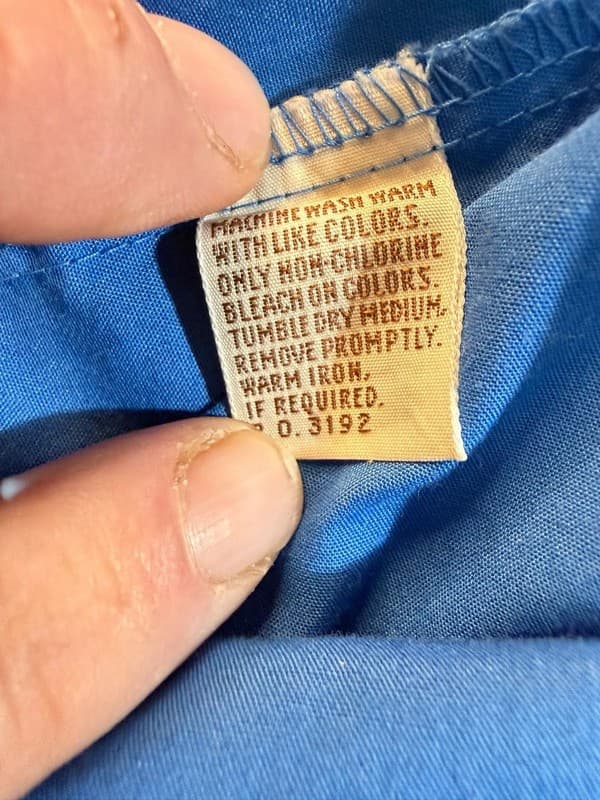 MACHINE WASH WARM
WITH LIKE COLORS.
ONLY NON-CHLORINE
BLEACH ON COLORS.
TUMBLE DRY MEDIUM.
REMOVE PROMPTLY.
WARM IRON,
IF REQUIRED.
O. 3192